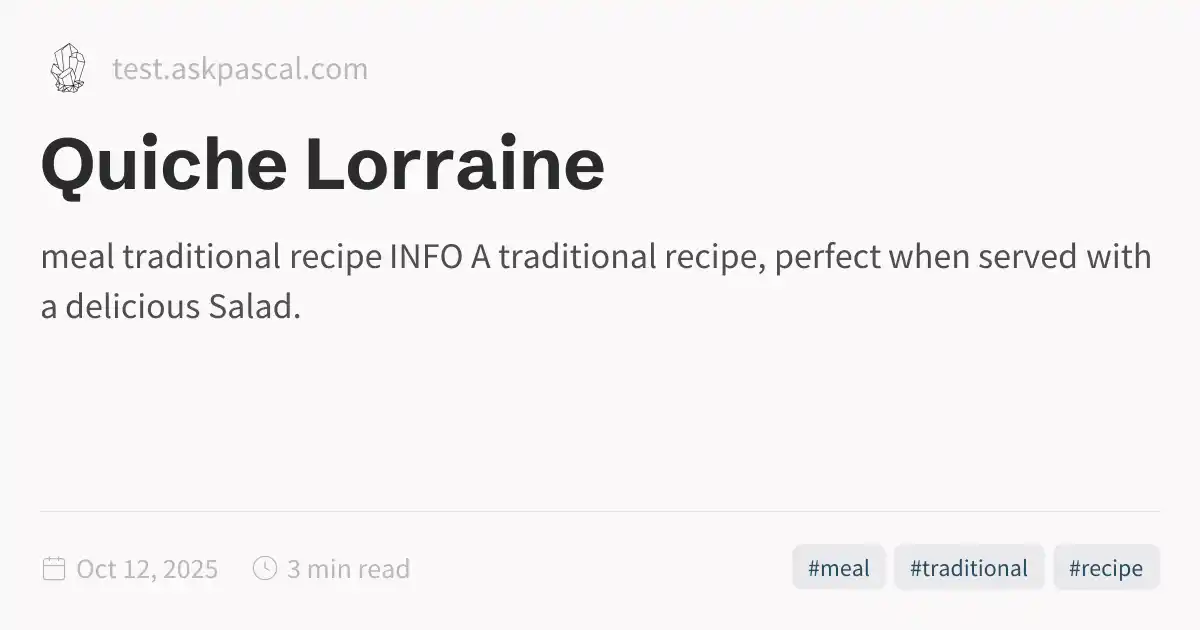 test.askpascal.com
Quiche Lorraine
meal traditional recipe INFO A traditional recipe, perfect when served with
a delicious Salad.
Oct 12, 2025 3 min read #meal #traditional #recipe